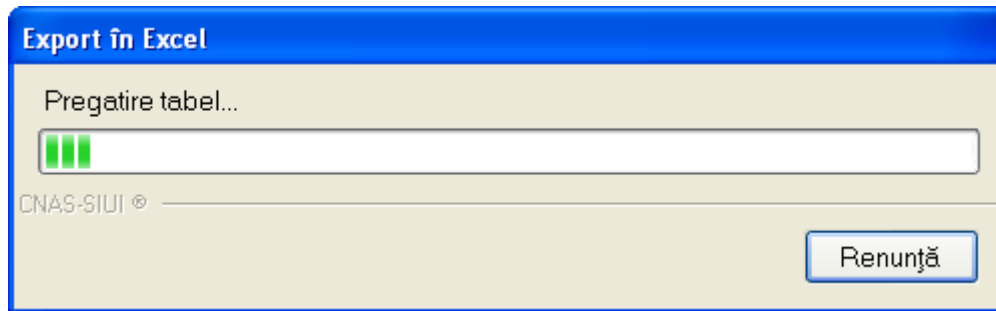 Export în Excel
Pregatire tabel...
CNAS-SIUI ®
Renunţă